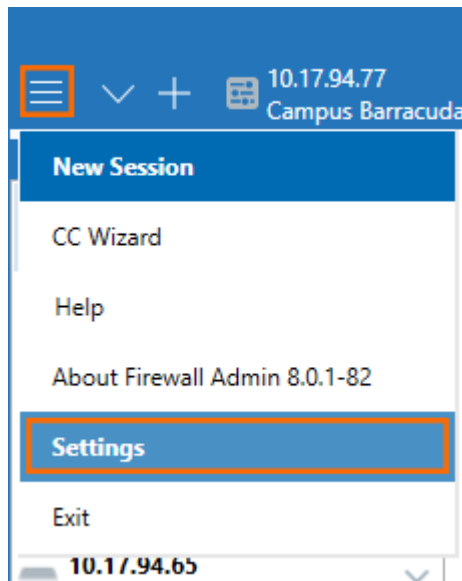 10.17.94.77
Campus Barracuda
New Session
CC Wizard
Help
About Firewall Admin 8.0.1-82
Settings
Exit
10.17.94.65